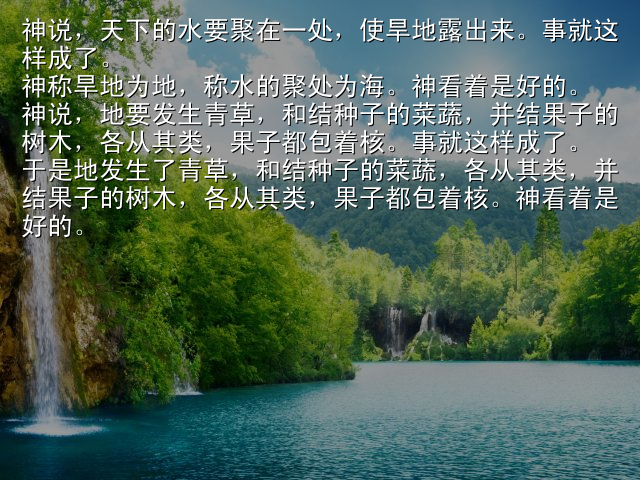 神说，天下的水要聚在一处，使旱地露出来。事就这
样成了。
神称旱地为地，称水的聚处为海。神看着是好的。
神说，地要发生青草，和结种子的菜蔬，并结果子的
树木，各从其类，果子都包着核。事就这样成了。
于是地发生了青草，和结种子的菜蔬，各从其类，并
结果子的树木，各从其类，果子都包着核。神看着是
好的。